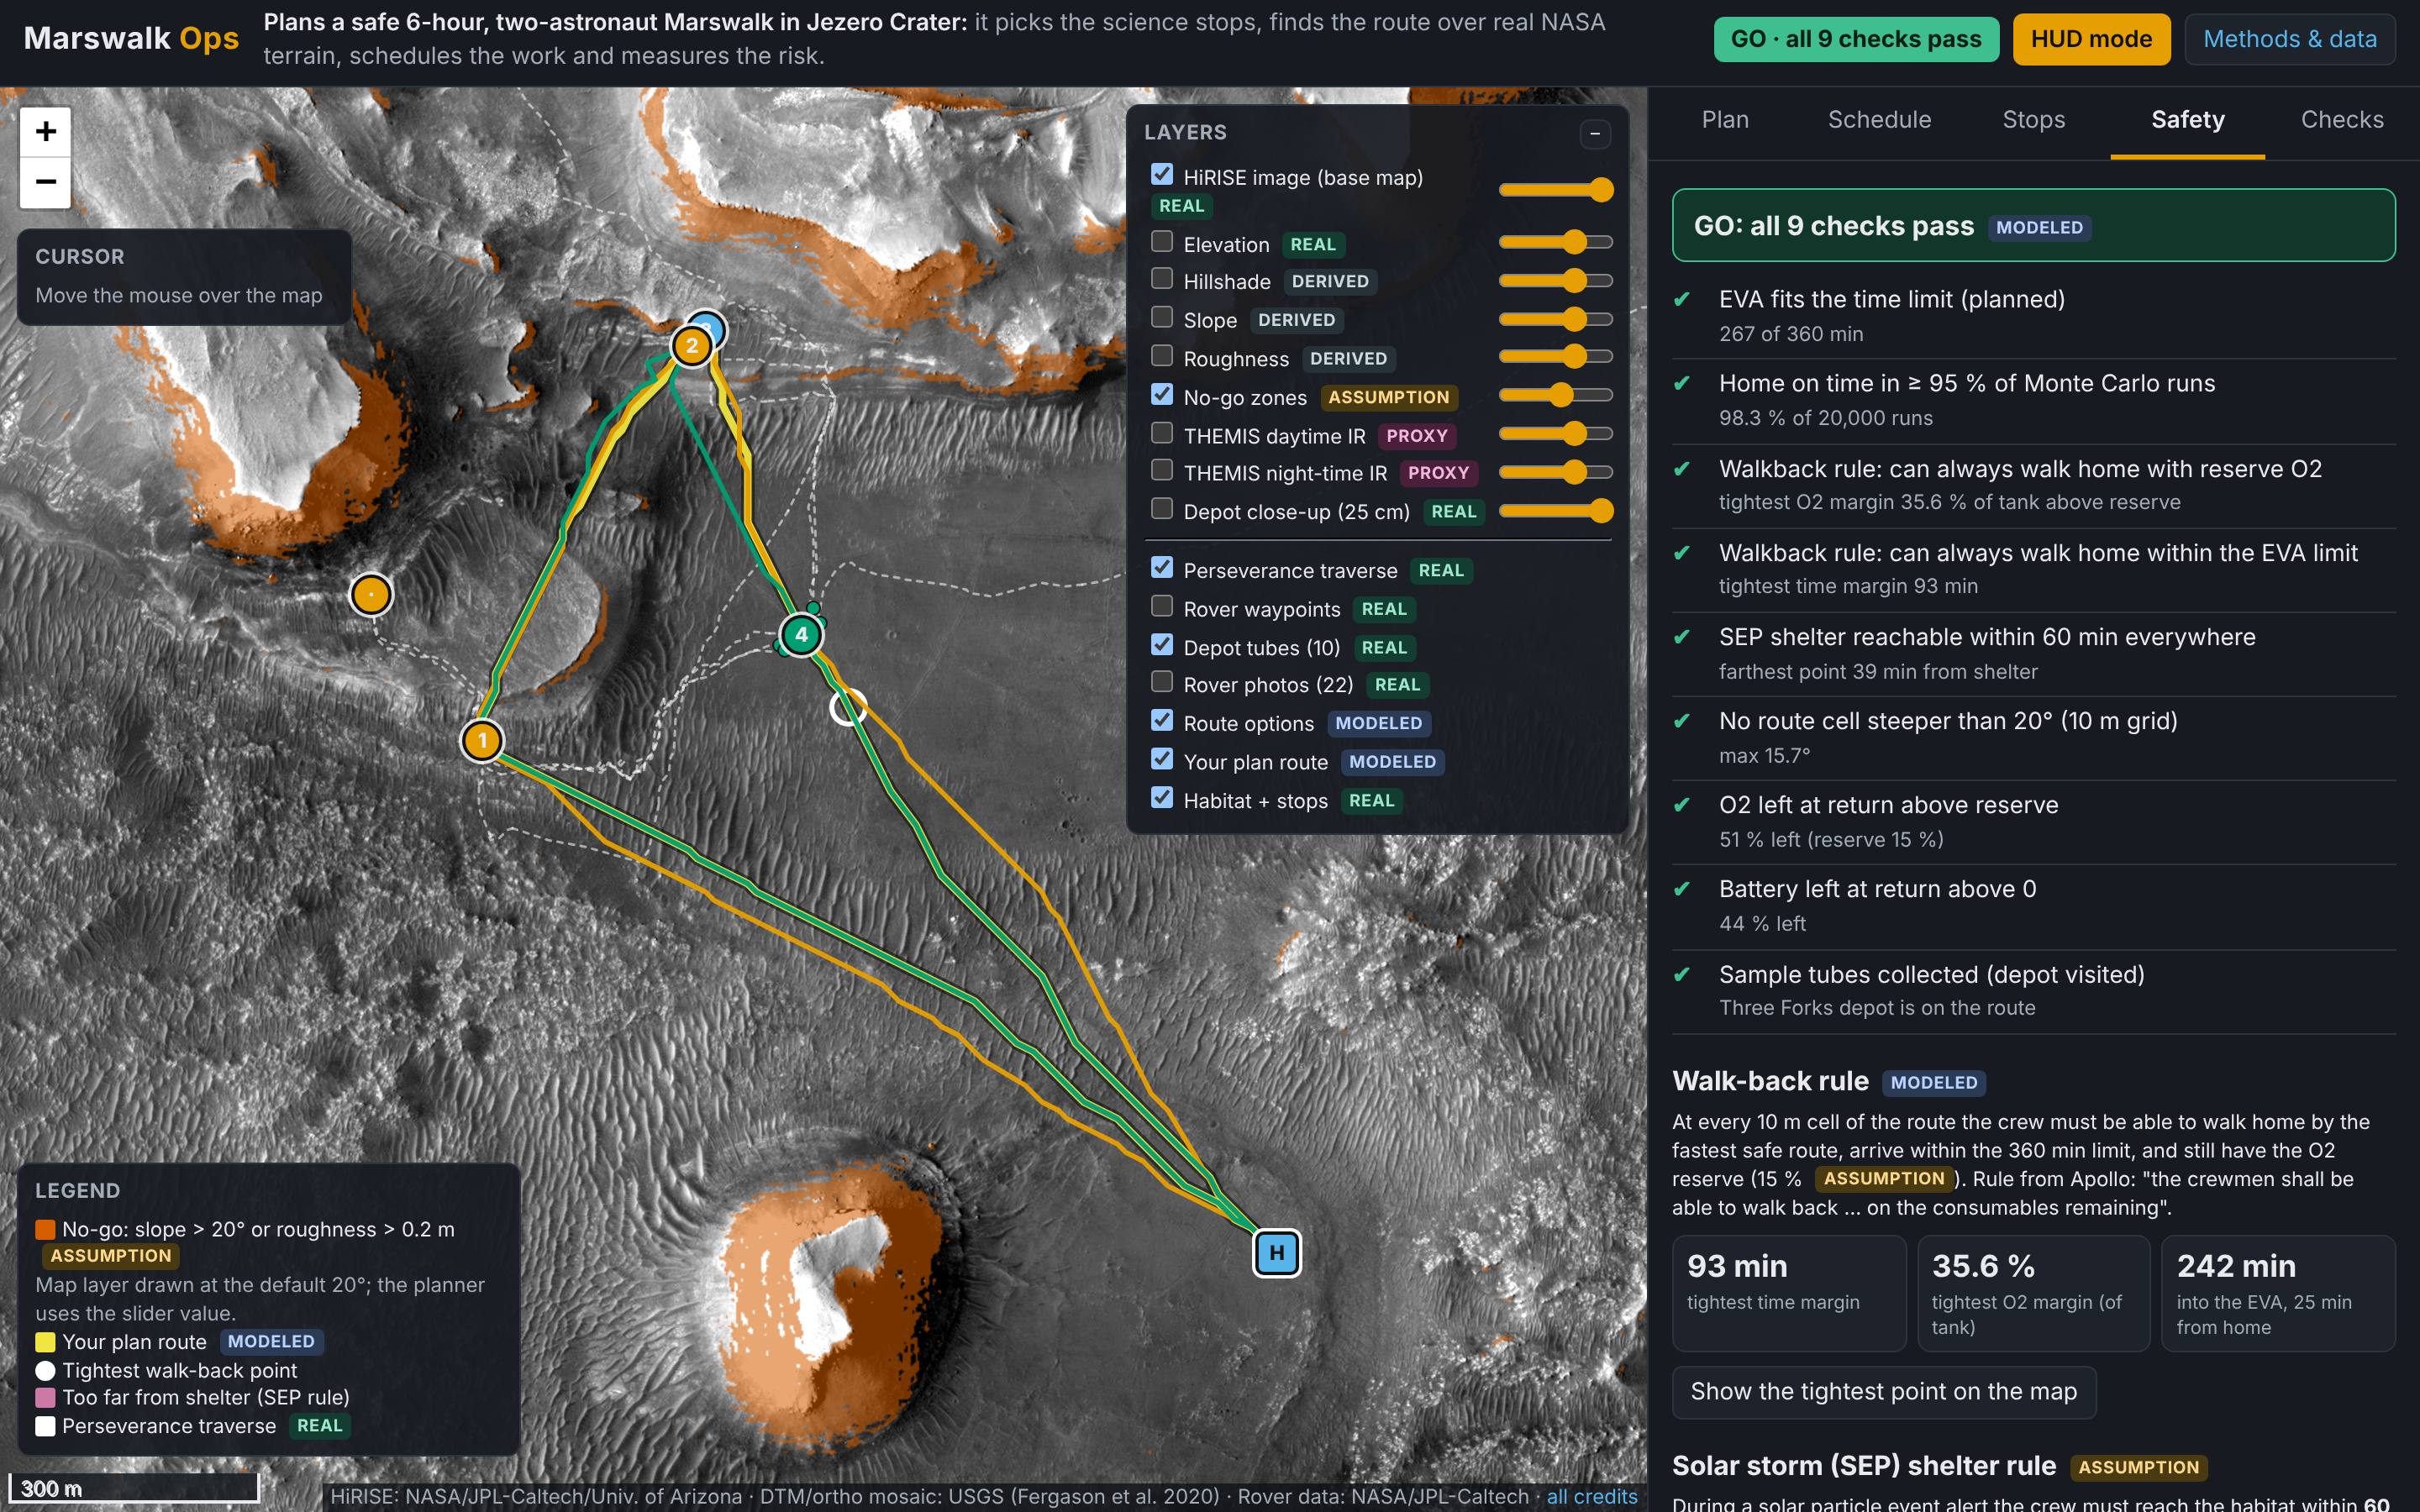 Marswalk Ops
Plans a safe 6-hour, two-astronaut Marswalk in Jezero Crater: it picks the science stops, finds the route over real NASA
terrain, schedules the work and measures the risk.
GO · all 9 checks pass
HUD mode
Methods & data
+
−
CURSOR
Move the mouse over the map
LAYERS
−
HiRISE image (base map)
REAL
Elevation REAL
Hillshade DERIVED
Slope DERIVED
Roughness DERIVED
No-go zones ASSUMPTION
THEMIS daytime IR PROXY
THEMIS night-time IR PROXY
Depot close-up (25 cm) REAL
Perseverance traverse REAL
Rover waypoints REAL
Depot tubes (10) REAL
Rover photos (22) REAL
Route options MODELED
Your plan route MODELED
Habitat + stops REAL
2
4
1
H
LEGEND
No-go: slope > 20° or roughness > 0.2 m
ASSUMPTION
Map layer drawn at the default 20°; the planner
uses the slider value.
Your plan route MODELED
Tightest walk-back point
Too far from shelter (SEP rule)
Perseverance traverse REAL
300 m
HiRISE: NASA/JPL-Caltech/Univ. of Arizona · DTM/ortho mosaic: USGS (Fergason et al. 2020) · Rover data: NASA/JPL-Caltech · all credits
Plan Schedule Stops Safety Checks
GO: all 9 checks pass MODELED
✔ EVA fits the time limit (planned)
267 of 360 min
✔ Home on time in ≥ 95 % of Monte Carlo runs
98.3 % of 20,000 runs
✔ Walkback rule: can always walk home with reserve O2
tightest O2 margin 35.6 % of tank above reserve
✔ Walkback rule: can always walk home within the EVA limit
tightest time margin 93 min
✔ SEP shelter reachable within 60 min everywhere
farthest point 39 min from shelter
✔ No route cell steeper than 20° (10 m grid)
max 15.7°
✔ O2 left at return above reserve
51 % left (reserve 15 %)
✔ Battery left at return above 0
44 % left
✔ Sample tubes collected (depot visited)
Three Forks depot is on the route
Walk-back rule MODELED
At every 10 m cell of the route the crew must be able to walk home by the
fastest safe route, arrive within the 360 min limit, and still have the O2
reserve (15 % ASSUMPTION). Rule from Apollo: "the crewmen shall be
able to walk back ... on the consumables remaining".
93 min
tightest time margin
35.6 %
tightest O2 margin (of
tank)
242 min
into the EVA, 25 min
from home
Show the tightest point on the map
Solar storm (SEP) shelter rule ASSUMPTION
During a solar particle event alert the crew must reach the habitat within 60